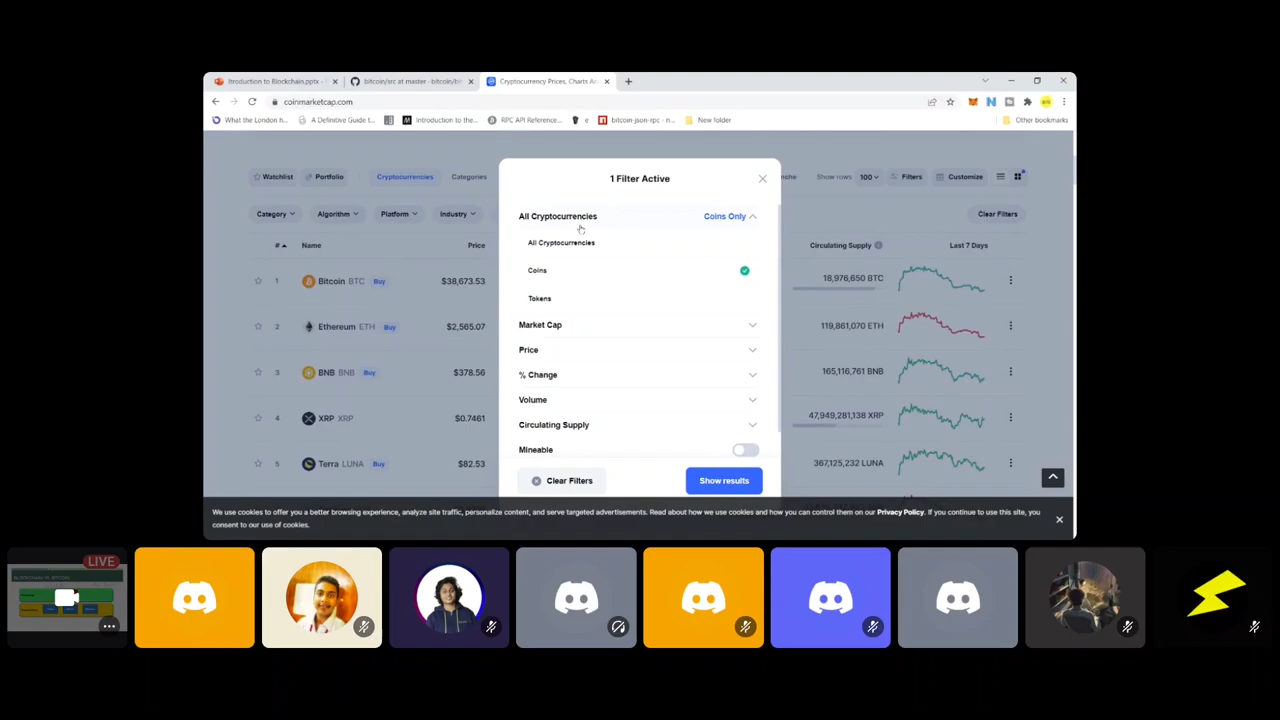 Itroduction to Blockchain.pptx -
bitcoin/src at master · bitcoin/bi
Cryptocurrency Prices, Charts An
coinmarketcap.com
What the London h...
A Definitive Guide t...
Introduction to the...
RPC API Reference...
e
bitcoin-json-rpc - n...
New folder
Other bookmarks
1 Filter Active
Watchlist
Portfolio
Cryptocurrencies
Categories
Show rows
100
Filters
Customize
All Cryptocurrencies
Coins Only
Category
Algorithm
Platform
Industry
Clear Filters
#
Name
Price
All Cryptocurrencies
Circulating Supply
Last 7 Days
Coins
1
Bitcoin BTC
Buy
$38,673.53
18,976,650 BTC
Tokens
2
Ethereum ETH
Buy
$2,565.07
Market Cap
119,861,070 ETH
Price
3
BNB BNB
Buy
$378.56
% Change
165,116,761 BNB
Volume
4
XRP XRP
$0.7461
Circulating Supply
47,949,281,138 XRP
Mineable
5
Terra LUNA
Buy
$82.53
367,125,232 LUNA
Clear Filters
Show results
We use cookies to offer you a better browsing experience, analyze site traffic, personalize content, and serve targeted advertisements. Read about how we use cookies and how you can control them on our Privacy Policy. If you continue to use this site, you
consent to our use of cookies.
LIVE
BLOCKCHAIN IN BITCOIN